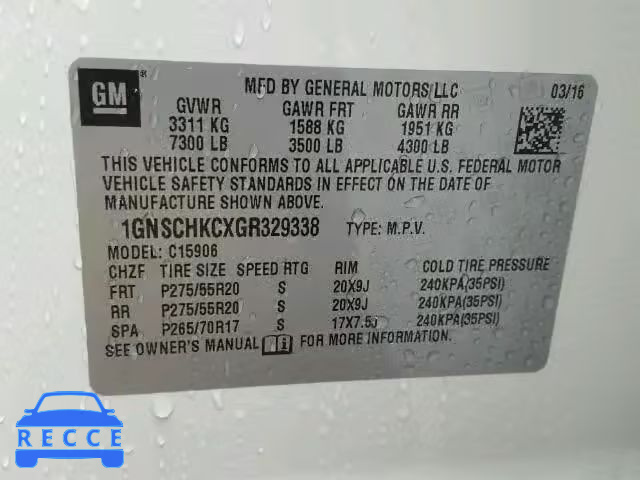 GM ®
MFD BY GENERAL MOTORS LLC 03/16
GVWR GAWR FRT GAWR RR
3311 KG 1588 KG 1951 KG
7300 LB 3500 LB 4300 LB
THIS VEHICLE CONFORMS TO ALL APPLICABLE U.S. FEDERAL MOTOR
VEHICLE SAFETY STANDARDS IN EFFECT ON THE DATE OF
MANUFACTURE SHOWN ABOVE.
1GNSCHKCXGR329338 TYPE: M.P.V.
MODEL: C15906
CHZF TIRE SIZE SPEED RTG RIM COLD TIRE PRESSURE
FRT P275/55R20 S 20X9J 240KPA(35PSI)
RR P275/55R20 S 20X9J 240KPA(35PSI)
SPA P265/70R17 S 17X7.5J 240KPA(35PSI)
SEE OWNER'S MANUAL FOR MORE INFORMATION.
RECCE